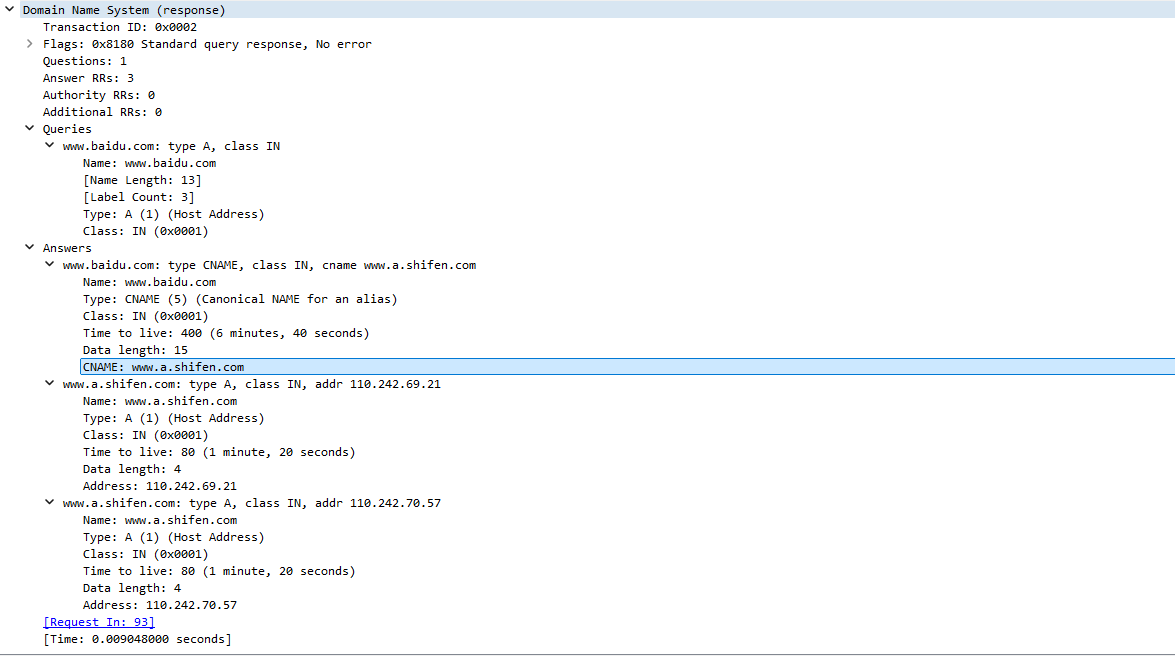 Domain Name System (response)
Transaction ID: 0x0002
Flags: 0x8180 Standard query response, No error
Questions: 1
Answer RRs: 3
Authority RRs: 0
Additional RRs: 0
Queries
www.baidu.com: type A, class IN
Name: www.baidu.com
[Name Length: 13]
[Label Count: 3]
Type: A (1) (Host Address)
Class: IN (0x0001)
Answers
www.baidu.com: type CNAME, class IN, cname www.a.shifen.com
Name: www.baidu.com
Type: CNAME (5) (Canonical NAME for an alias)
Class: IN (0x0001)
Time to live: 400 (6 minutes, 40 seconds)
Data length: 15
CNAME: www.a.shifen.com
www.a.shifen.com: type A, class IN, addr 110.242.69.21
Name: www.a.shifen.com
Type: A (1) (Host Address)
Class: IN (0x0001)
Time to live: 80 (1 minute, 20 seconds)
Data length: 4
Address: 110.242.69.21
www.a.shifen.com: type A, class IN, addr 110.242.70.57
Name: www.a.shifen.com
Type: A (1) (Host Address)
Class: IN (0x0001)
Time to live: 80 (1 minute, 20 seconds)
Data length: 4
Address: 110.242.70.57
[Request In: 93]
[Time: 0.009048000 seconds]